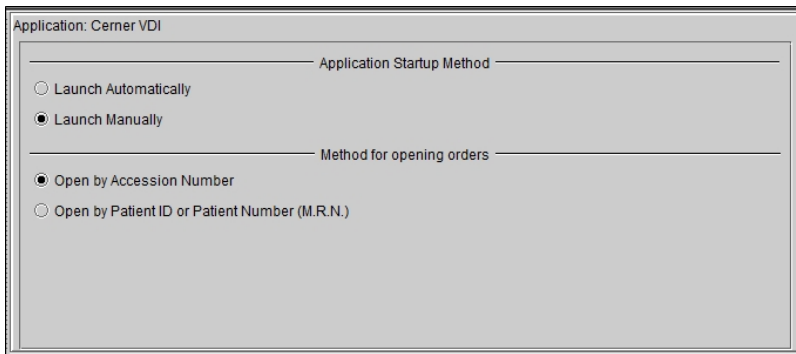 Application: Cerner VDI
Application Startup Method
Launch Automatically
Launch Manually
Method for opening orders
Open by Accession Number
Open by Patient ID or Patient Number (M.R.N.)